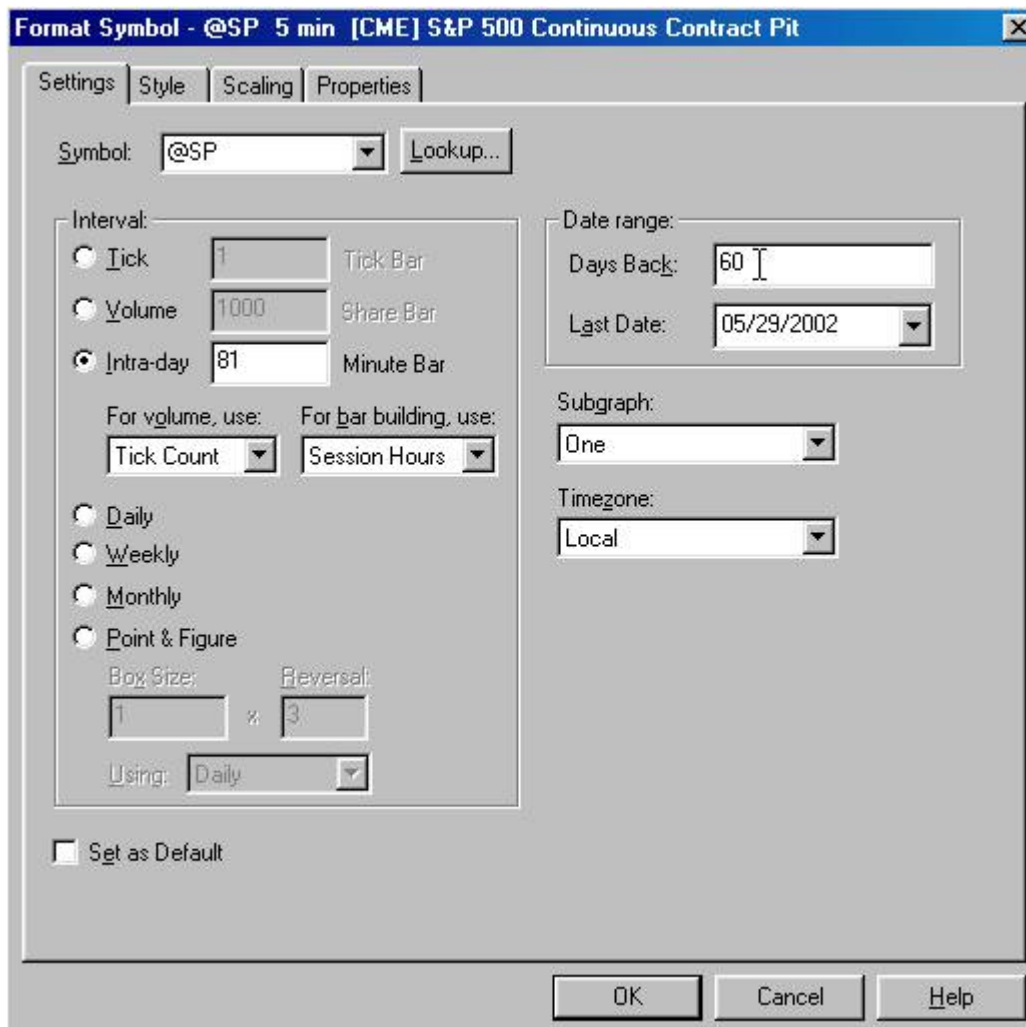 Format Symbol - @SP 5 min [CME] S&P 500 Continuous Contract Pit
Settings Style Scaling Properties
Symbol: @SP Lookup...
Interval:
Tick 1 Tick Bar
Volume 1000 Share Bar
Intra-day 81 Minute Bar
For volume, use: For bar building, use:
Tick Count Session Hours
Daily
Weekly
Monthly
Point & Figure
Box Size: Reversal:
1 x 3
Using: Daily
Set as Default
Date range:
Days Back: 60
Last Date: 05/29/2002
Subgraph:
One
Timezone:
Local
OK Cancel Help